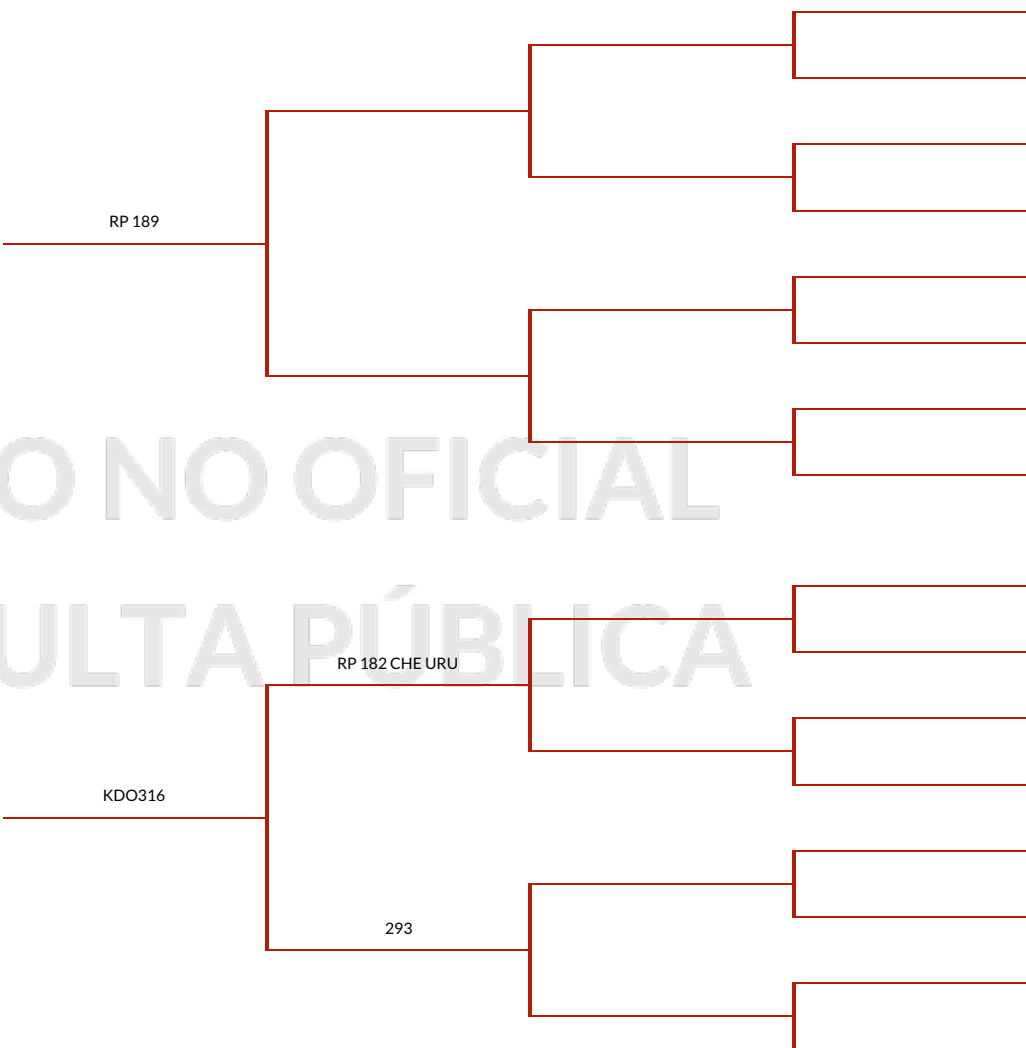 RP 189
O NO OFICIAL
ULTA PÚBLICA
RP 182 CHE URU
KDO316
293